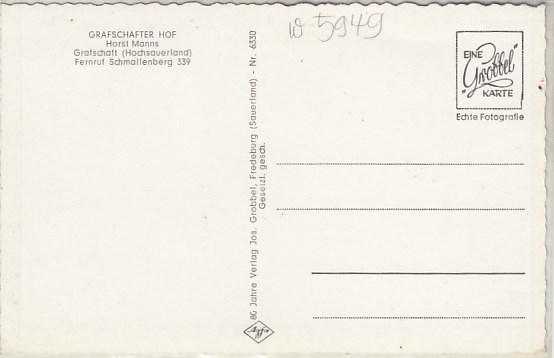 GRAFSCHAFTER HOF
Horst Manns
Grafschaft (Hochsauerland)
Fernruf Schmallenberg 339
w 5949
EINE
"Grobbel"
KARTE
Echte Fotografie
80 Jahre Verlag Jos. Grobbel, Fredeburg (Sauerland) - Nr. 6330
Gesetzl. gesch.
Agfa